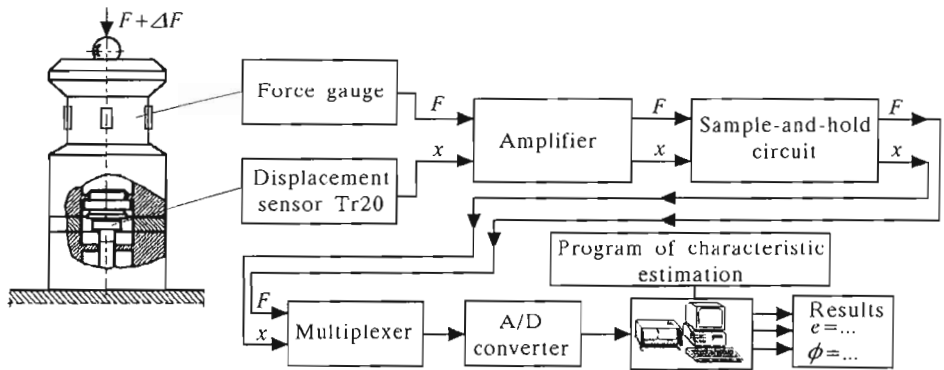 F + ΔF
Force gauge
F
F
F
Amplifier
Sample-and-hold
circuit
x
x
x
Displacement
sensor Tr20
Program of characteristic
estimation
F
x
Multiplexer
A/D
converter
Results
e=...
ϕ=...